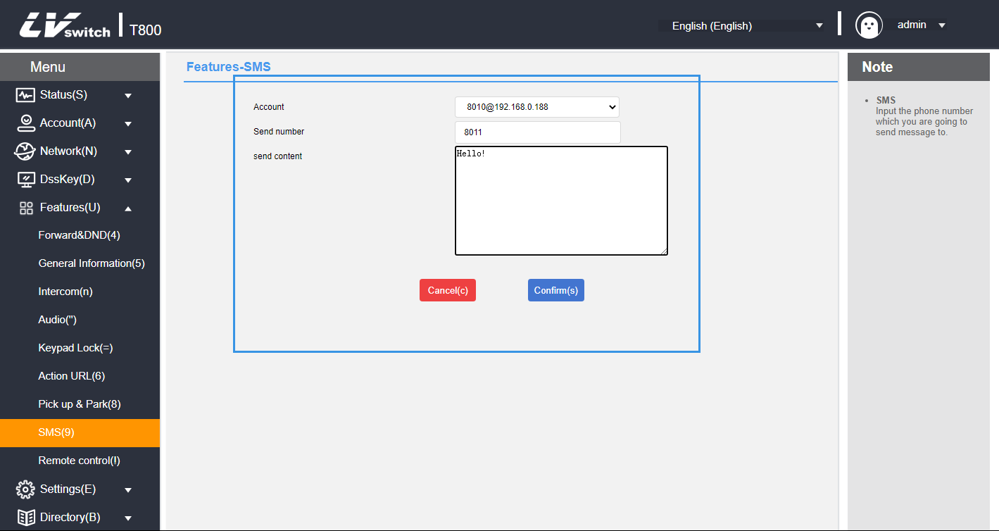 LVswitch T800
English (English)
admin
Menu
Status(S)
Account(A)
Network(N)
DssKey(D)
Features(U)
Forward&DND(4)
General Information(5)
Intercom(n)
Audio(")
Keypad Lock(=)
Action URL(6)
Pick up & Park(8)
SMS(9)
Remote control(!)
Settings(E)
Directory(B)
Features-SMS
Account
8010@192.168.0.188
Send number
8011
send content
Hello!
Cancel(c)
Confirm(s)
Note
SMS
Input the phone number
which you are going to
send message to.